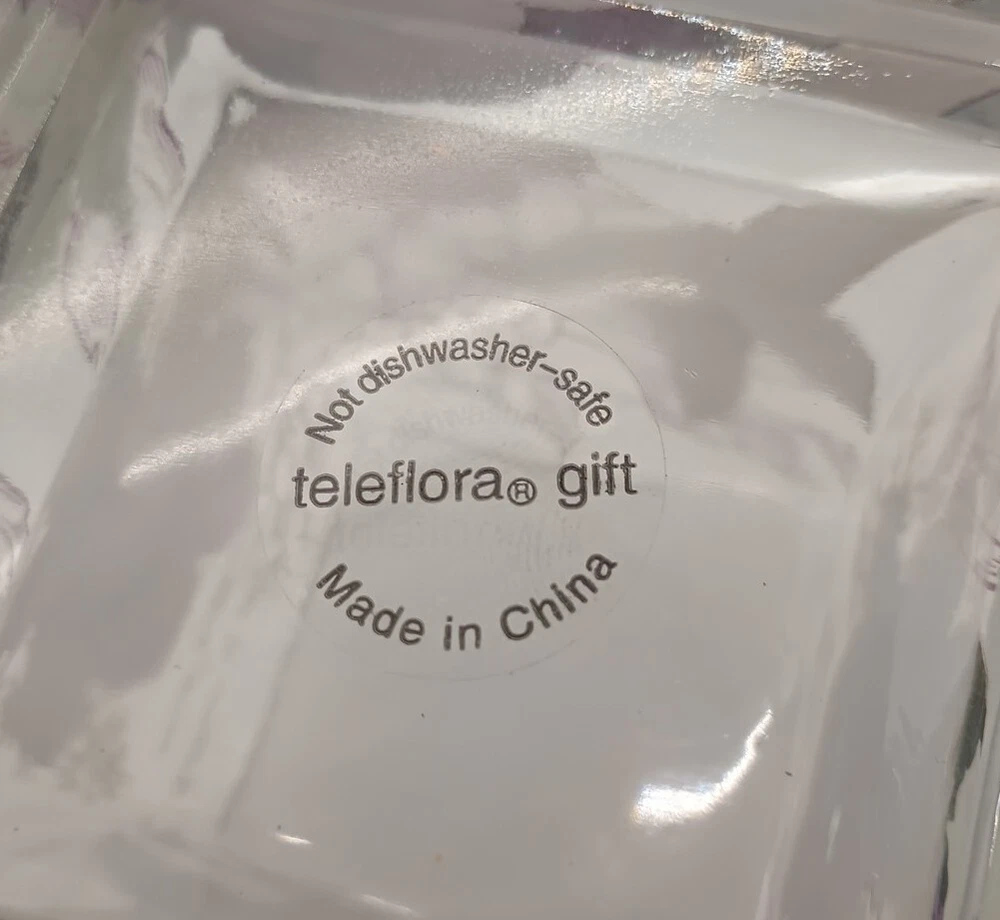 Not dishwasher-safe
teleflora® gift
Made in China